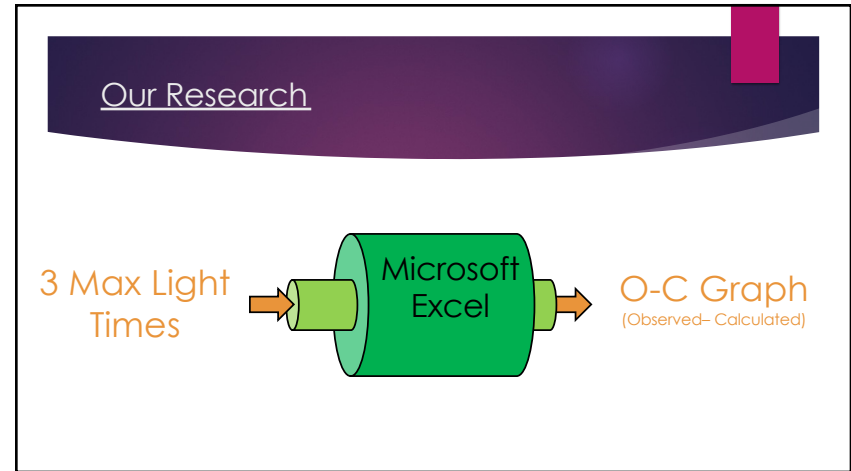 Our Research
3 Max Light
Times
Microsoft
Excel
O-C Graph
(Observed– Calculated)